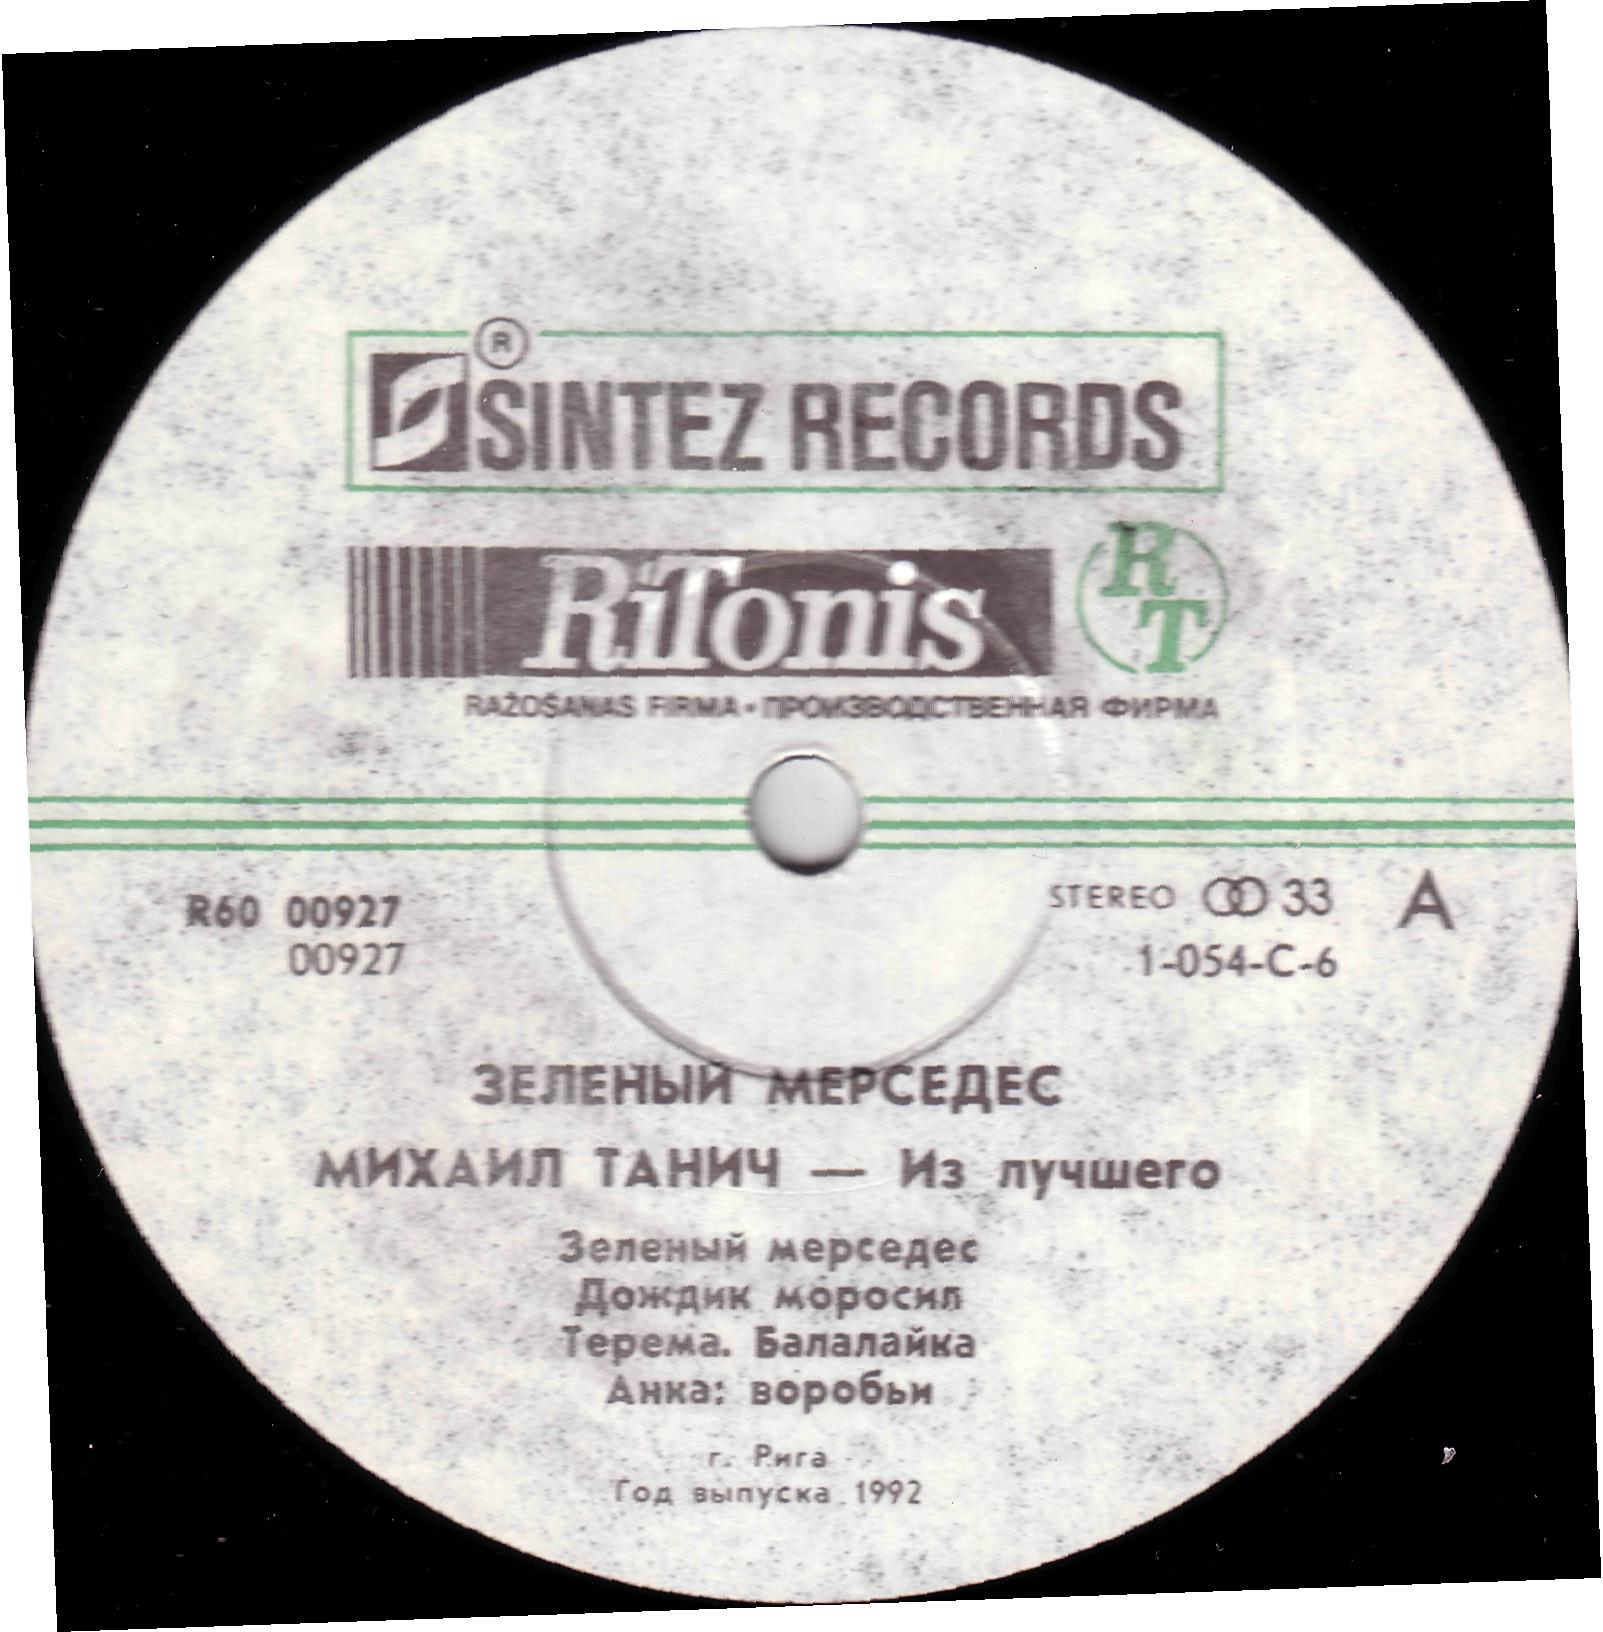 ®
SINTEZ RECORDS
RiTonis RT
RAŽOŠANAS FIRMA • ПРОИЗВОДСТВЕННАЯ ФИРМА
R60 00927 STEREO 33 A
00927 1-054-C-6
ЗЕЛЕНЫЙ МЕРСЕДЕС
МИХАИЛ ТАНИЧ — Из лучшего
Зеленый мерседес
Дождик моросил
Терема. Балалайка
Анка: воробьи
г. Рига
Год выпуска 1992